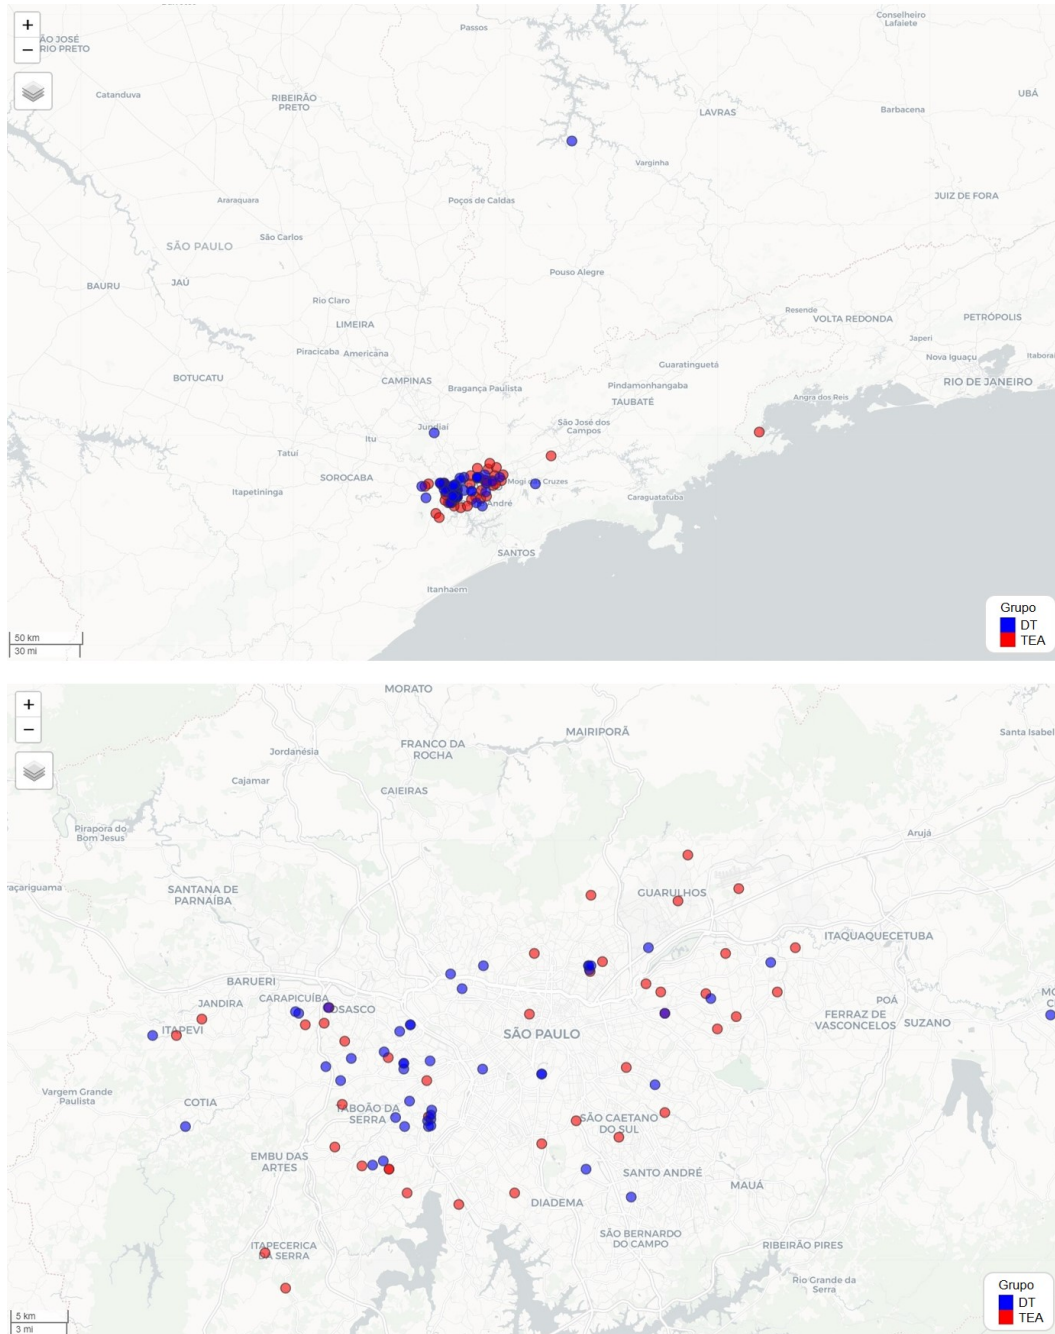 Passos
Conselheiro
Lafaiete
+
−
ÃO JOSÉ
RIO PRETO
Catanduva
RIBEIRÃO
PRETO
LAVRAS
Barbacena
UBÁ
Varginha
Araraquara
Poços de Caldas
JUIZ DE FORA
São Carlos
SÃO PAULO
Pouso Alegre
BAURU
JAÚ
Rio Claro
LIMEIRA
Resende
VOLTA REDONDA
PETRÓPOLIS
Piracicaba
Americana
Japeri
Nova Iguaçu
Itabora
Guaratinguetá
BOTUCATU
CAMPINAS
Bragança Paulista
Pindamonhangaba
RIO DE JANEIRO
TAUBATÉ
Angra dos Reis
Jundiaí
São José dos
Campos
Itu
Tatuí
SOROCABA
Mogi das Cruzes
Itapetininga
André
Caraguatatuba
SANTOS
Itanhaém
Grupo
DT
TEA
50 km
30 mi
MORATO
+
−
MAIRIPORÃ
Santa Isabel
FRANCO DA
ROCHA
Jordanésia
Cajamar
CAIEIRAS
Pirapora do
Bom Jesus
Arujá
raçariguama
SANTANA DE
PARNAÍBA
GUARULHOS
ITAQUAQUECETUBA
BARUERI
JANDIRA
CARAPICUÍBA
OSASCO
POÁ
MO
C
ITAPEVI
SÃO PAULO
FERRAZ DE
VASCONCELOS
SUZANO
Vargem Grande
Paulista
COTIA
TABOÃO DA
SERRA
SÃO CAETANO
DO SUL
EMBU DAS
ARTES
SANTO ANDRÉ
MAUÁ
DIADEMA
SÃO BERNARDO
DO CAMPO
ITAPECERICA
DA SERRA
RIBEIRÃO PIRES
Rio Grande da
Serra
Grupo
DT
TEA
5 km
3 mi